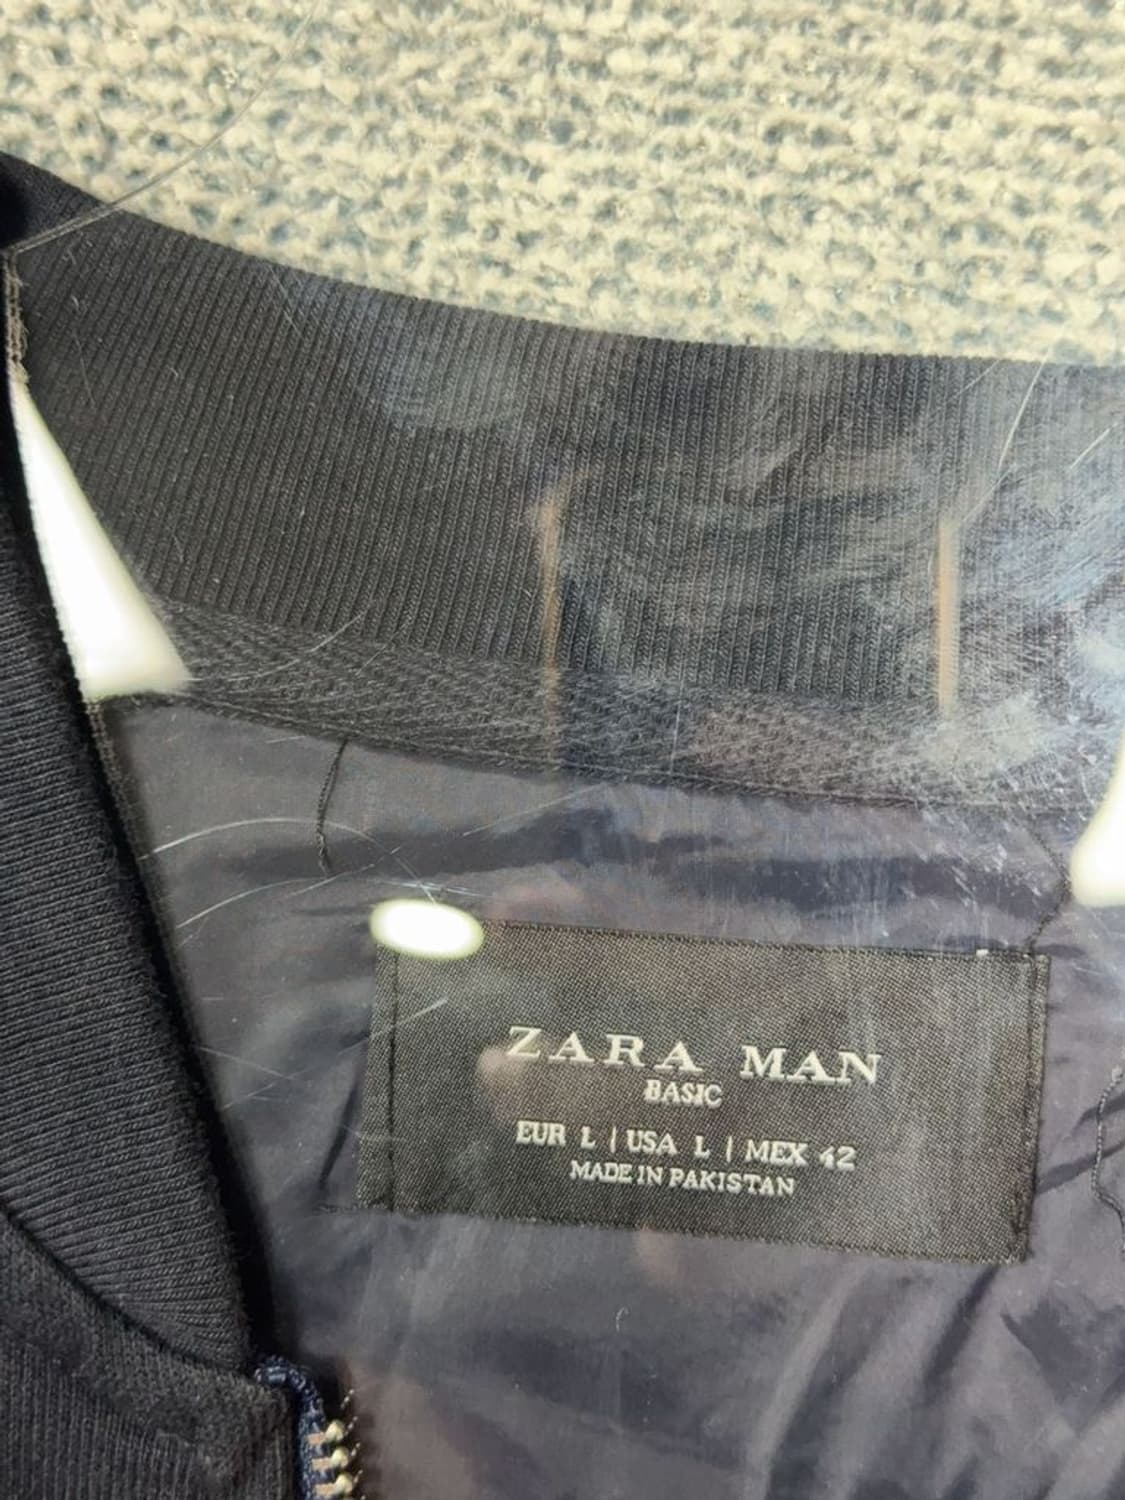 ZARA MAN
BASIC
EUR L | USA L | MEX 42
MADE IN PAKISTAN